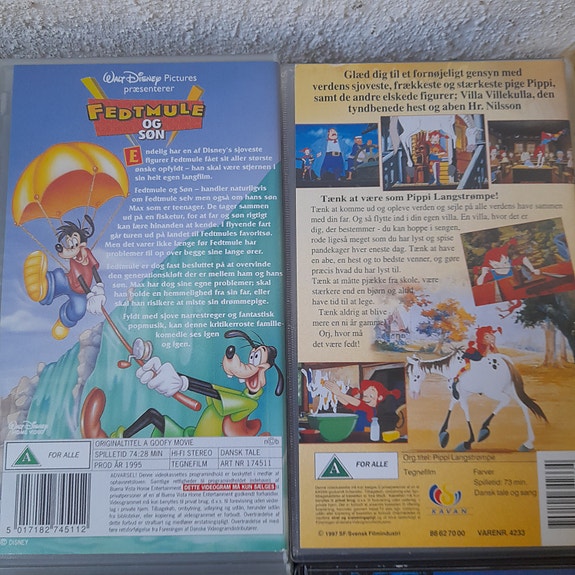 WALT DISNEY Pictures
præsenterer
FEDTMULE
OG
SØN
Endelig har en af Disney's sjoveste
figurer Fedtmule fået sit aller største
ønske opfyldt – han skal være stjernen i
sin helt egen langfilm.
Fedtmule og Søn – handler naturligvis
om Fedtmule selv men også om hans søn
Max som er teenager. De tager sammen
ud på en fisketur, for at far og søn rigtigt
kan lære hinanden at kende. I flyvende fart
går turen ud på landet til Fedtmules favoritsø.
Men det varer ikke længe før Fedtmule har
problemer til op over begge sine lange ører.
Fedtmule er dog fast besluttet på at overvinde
den generationskløft der er mellem ham og hans
søn. Max har dog sine egne problemer; skal
han holde en hemmelighed fra sin far, eller
skal han risikere at miste sin drømmepige.
Fyldt med sjove narrestreger og fantastisk
popmusik, kan denne kritikerroste familie-
komedie ses igen
og igen.
WALT DISNEY
HOME VIDEO
A
FOR ALLE
ORIGINALTITEL A GOOFY MOVIE
SPILLETID 74:28 MIN HI-FI STEREO DANSK TALE
PROD ÅR 1995 TEGNEFILM ART NR 174511
ADVARSEL!
DETTE VIDEOGRAM MÅ KUN SÆLGES
5 017182 745112
© DISNEY
Glæd dig til et fornøjeligt gensyn med
verdens sjoveste, frækkeste og stærkeste pige Pippi,
samt de andre elskede figurer; Villa Villekulla, den
tyndbenede hest og aben Hr. Nilsson
Tænk at være som Pippi Langstrømpe!
Tænk at komme ud og opleve verden og sejle på alle verdens have sammen
med din far. Og så flytte ind i din egen villa. En villa, hvor det er
dig, der bestemmer - du kan hoppe i sengen,
rode ligeså meget som du har lyst og spise
pandekager hver eneste dag. Tænk at have
en abe, en hest og to bedste venner, og gøre
præcis hvad du har lyst til.
Tænk at måtte pjække fra skole, være
stærkere end en bjørn og altid
have tid til at lege.
Tænk aldrig at blive
mere en ni år gammel
Orj, hvor må
det være fedt!
A
FOR ALLE
Org.titel: Pippi Langstrømpe
Tegnefilm Farver
Spilletid: 73 min.
Dansk tale og sang
KAVAN
© 1997 SF/Svensk Filmindustri
88 62 70 00 VARENR. 4233